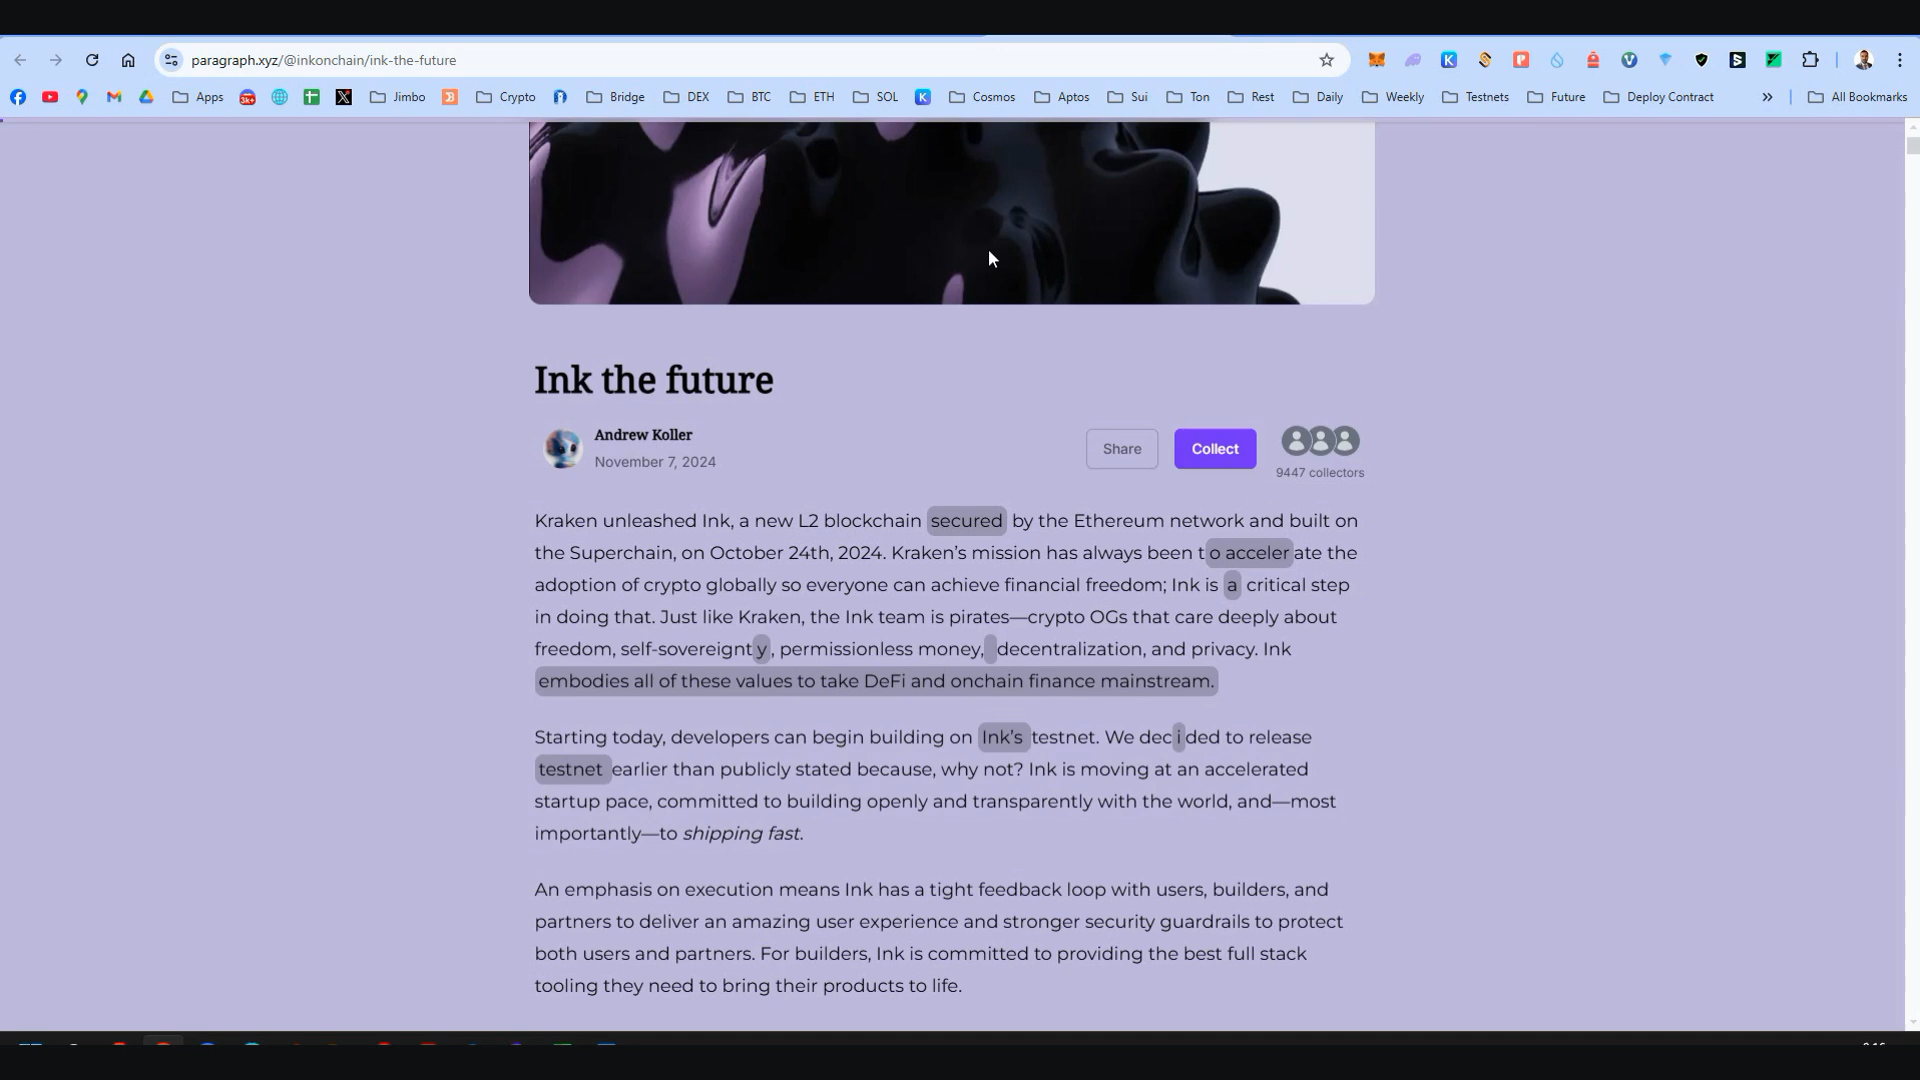 paragraph.xyz/@inkonchain/ink-the-future
Apps 3k+ Jimbo Crypto Bridge DEX BTC ETH SOL Cosmos Aptos Sui Ton Rest Daily Weekly Testnets Future Deploy Contract » All Bookmarks
Ink the future
Andrew Koller
November 7, 2024
Share
Collect
9447 collectors
Kraken unleashed Ink, a new L2 blockchain secured by the Ethereum network and built on
the Superchain, on October 24th, 2024. Kraken’s mission has always been to accelerate the
adoption of crypto globally so everyone can achieve financial freedom; Ink is a critical step
in doing that. Just like Kraken, the Ink team is pirates—crypto OGs that care deeply about
freedom, self-sovereignty, permissionless money, decentralization, and privacy. Ink
embodies all of these values to take DeFi and onchain finance mainstream.
Starting today, developers can begin building on Ink’s testnet. We decided to release
testnet earlier than publicly stated because, why not? Ink is moving at an accelerated
startup pace, committed to building openly and transparently with the world, and—most
importantly—to shipping fast.
An emphasis on execution means Ink has a tight feedback loop with users, builders, and
partners to deliver an amazing user experience and stronger security guardrails to protect
both users and partners. For builders, Ink is committed to providing the best full stack
tooling they need to bring their products to life.